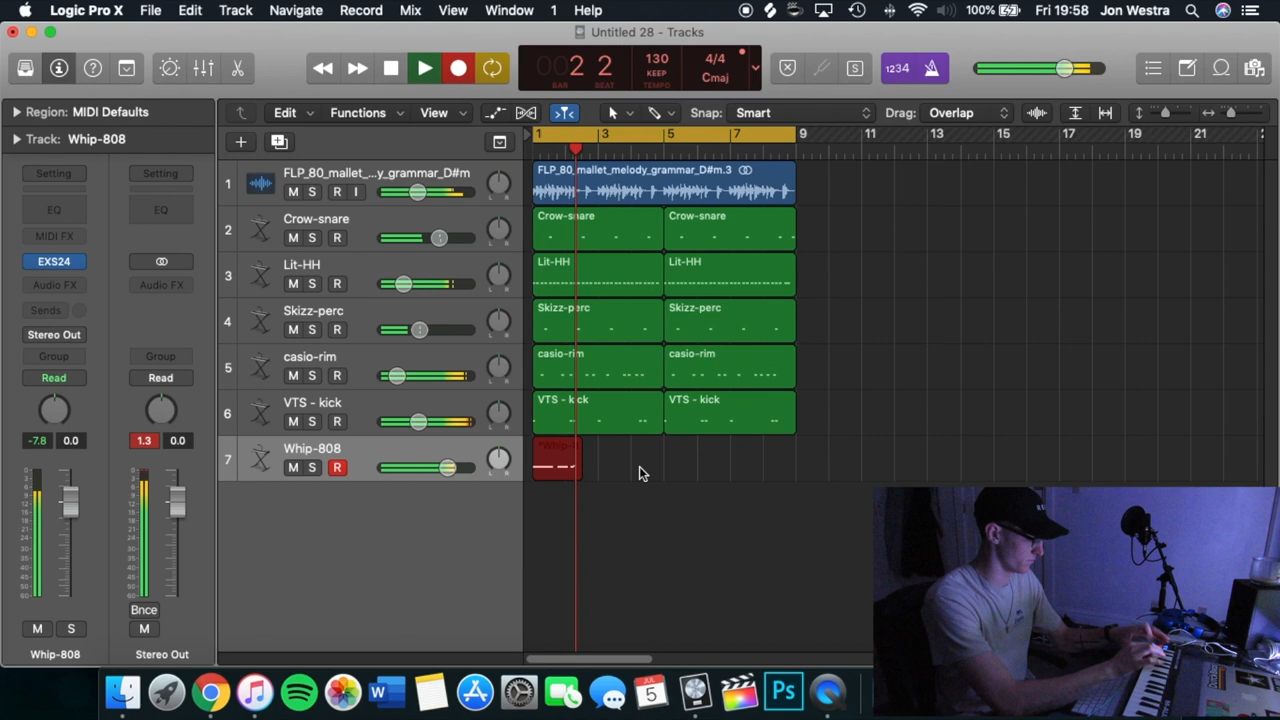 Logic Pro X File Edit Track Navigate Record Mix View Window 1 Help 100% Fri 19:58 Jon Westra
Untitled 28 - Tracks
002 2 130 4/4
KEEP Cmaj
BAR BEAT TEMPO
S 1234
Region: MIDI Defaults
Edit Functions View Snap: Smart Drag: Overlap
Track: Whip-808
1 3 5 7 9 11 13 15 17 19 21
Setting Setting
EQ EQ
MIDI FX
EXS24
Audio FX Audio FX
Sends
Stereo Out
Group Group
Read Read
-7.8 0.0 1.3 0.0
Bnce
M S M
Whip-808 Stereo Out
1 FLP_80_mallet_...y_grammar_D#m
M S R I
FLP_80_mallet_melody_grammar_D#m.3
2 Crow-snare
M S R
Crow-snare Crow-snare
3 Lit-HH
M S R
Lit-HH Lit-HH
4 Skizz-perc
M S R
Skizz-perc Skizz-perc
5 casio-rim
M S R
casio-rim casio-rim
6 VTS - kick
M S R
VTS - kick VTS - kick
7 Whip-808
M S R
JUL
5
W
Ps